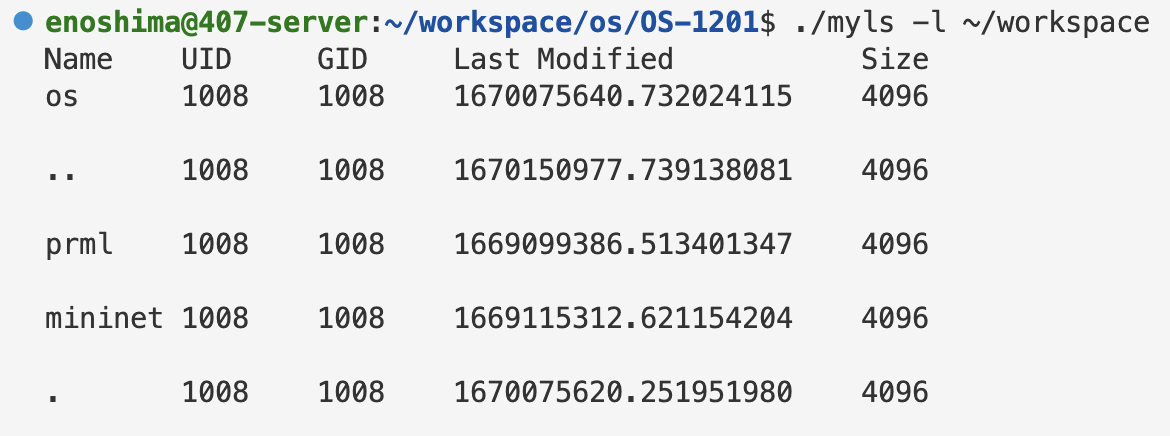 enoshima@407-server:~/workspace/os/OS-1201$ ./myls -l ~/workspace
Name    UID     GID     Last Modified           Size
os      1008    1008    1670075640.732024115    4096
..      1008    1008    1670150977.739138081    4096
prml    1008    1008    1669099386.513401347    4096
mininet 1008    1008    1669115312.621154204    4096
.       1008    1008    1670075620.251951980    4096